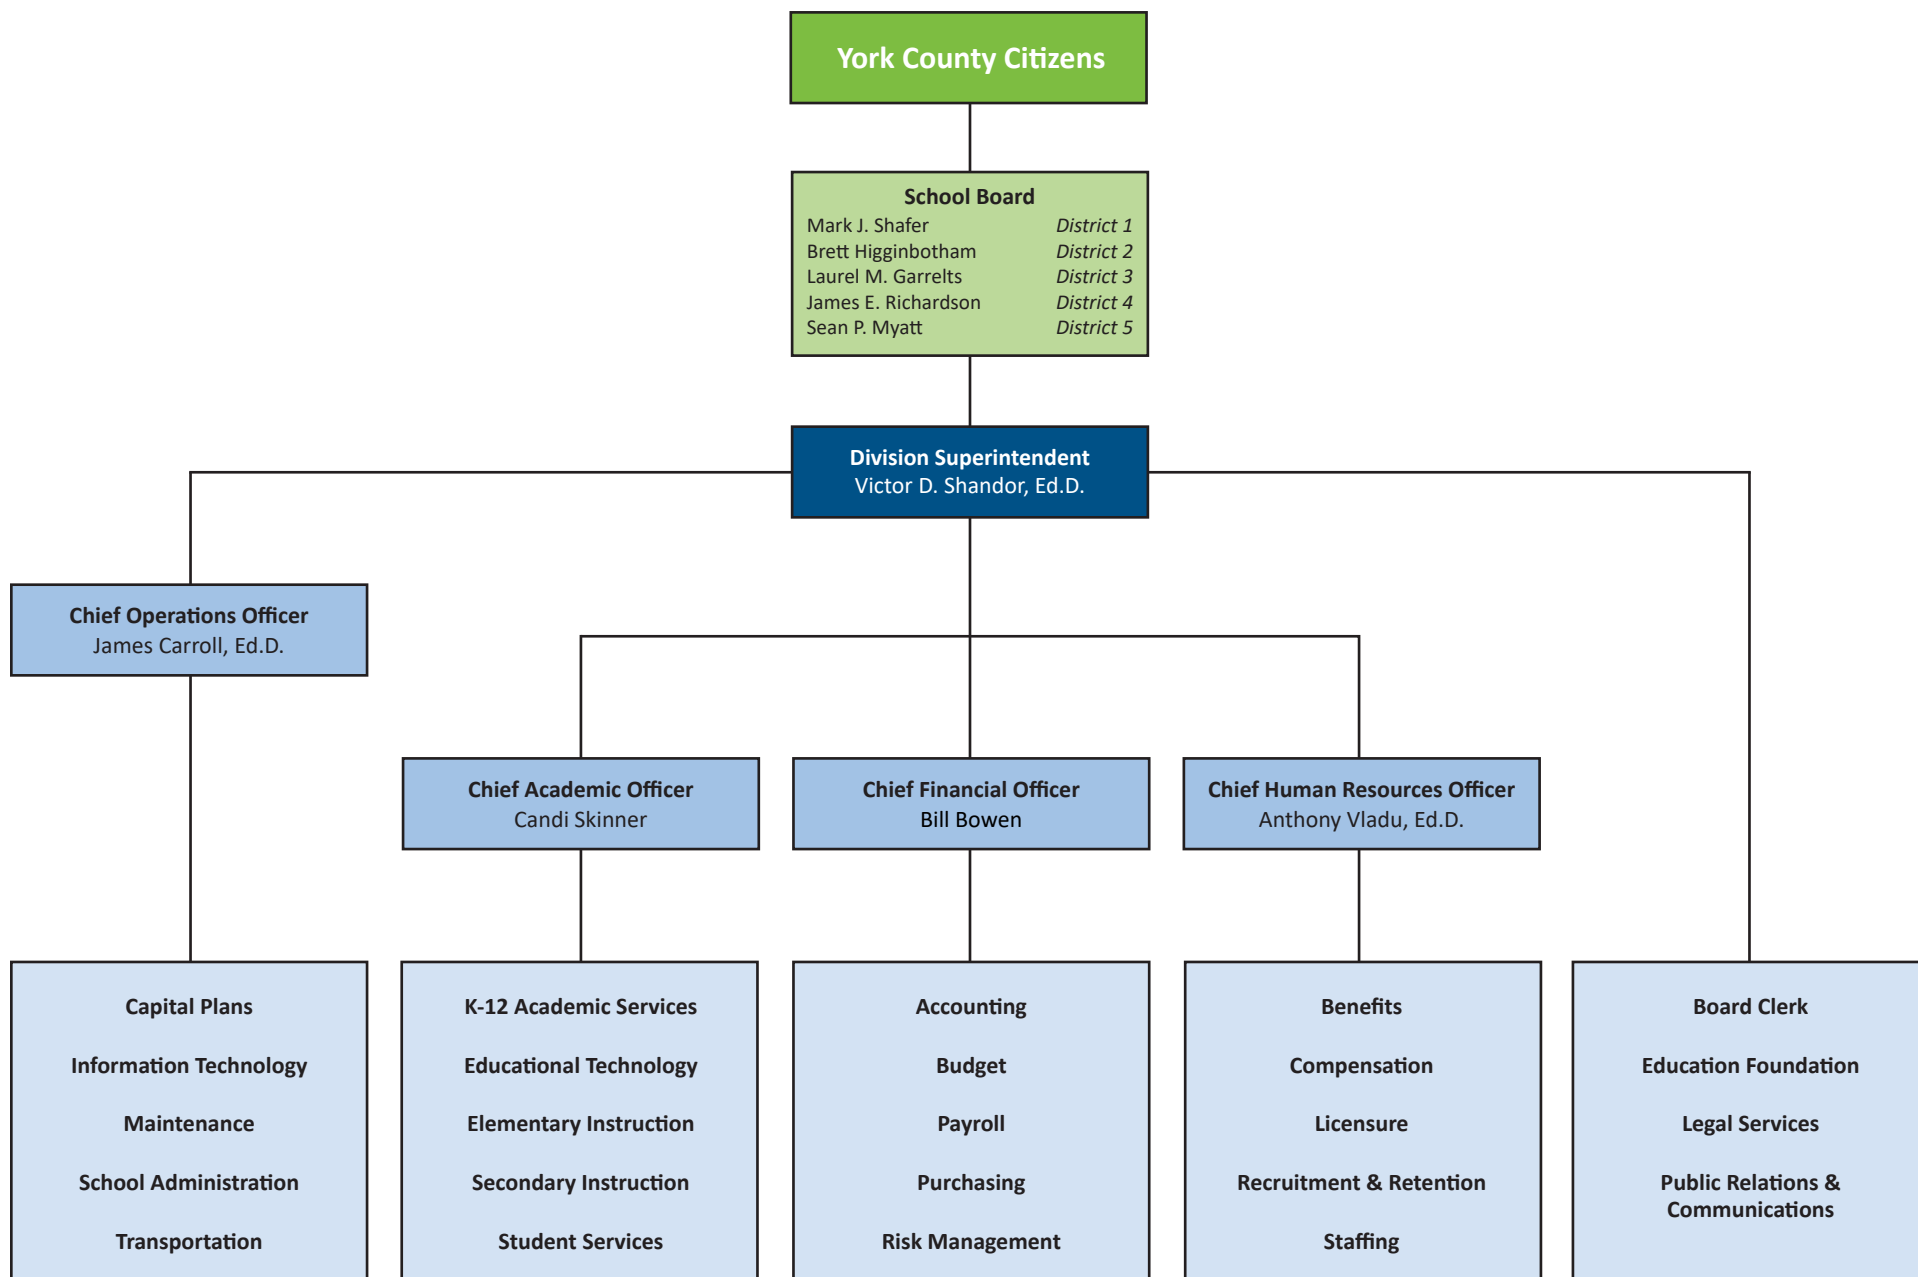 York County Citizens
School Board
Mark J. Shafer District 1
Brett Higginbotham District 2
Laurel M. Garrelts District 3
James E. Richardson District 4
Sean P. Myatt District 5
Division Superintendent
Victor D. Shandor, Ed.D.
Chief Operations Officer
James Carroll, Ed.D.
Chief Academic Officer
Candi Skinner
Chief Financial Officer
Bill Bowen
Chief Human Resources Officer
Anthony Vladu, Ed.D.
Capital Plans
Information Technology
Maintenance
School Administration
Transportation
K-12 Academic Services
Educational Technology
Elementary Instruction
Secondary Instruction
Student Services
Accounting
Budget
Payroll
Purchasing
Risk Management
Benefits
Compensation
Licensure
Recruitment & Retention
Staffing
Board Clerk
Education Foundation
Legal Services
Public Relations &
Communications